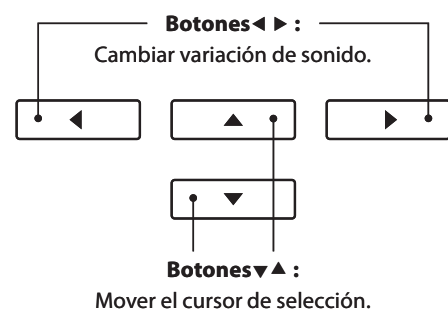 Botones◀ ▶ :
Cambiar variación de sonido.
Botones▼▲ :
Mover el cursor de selección.